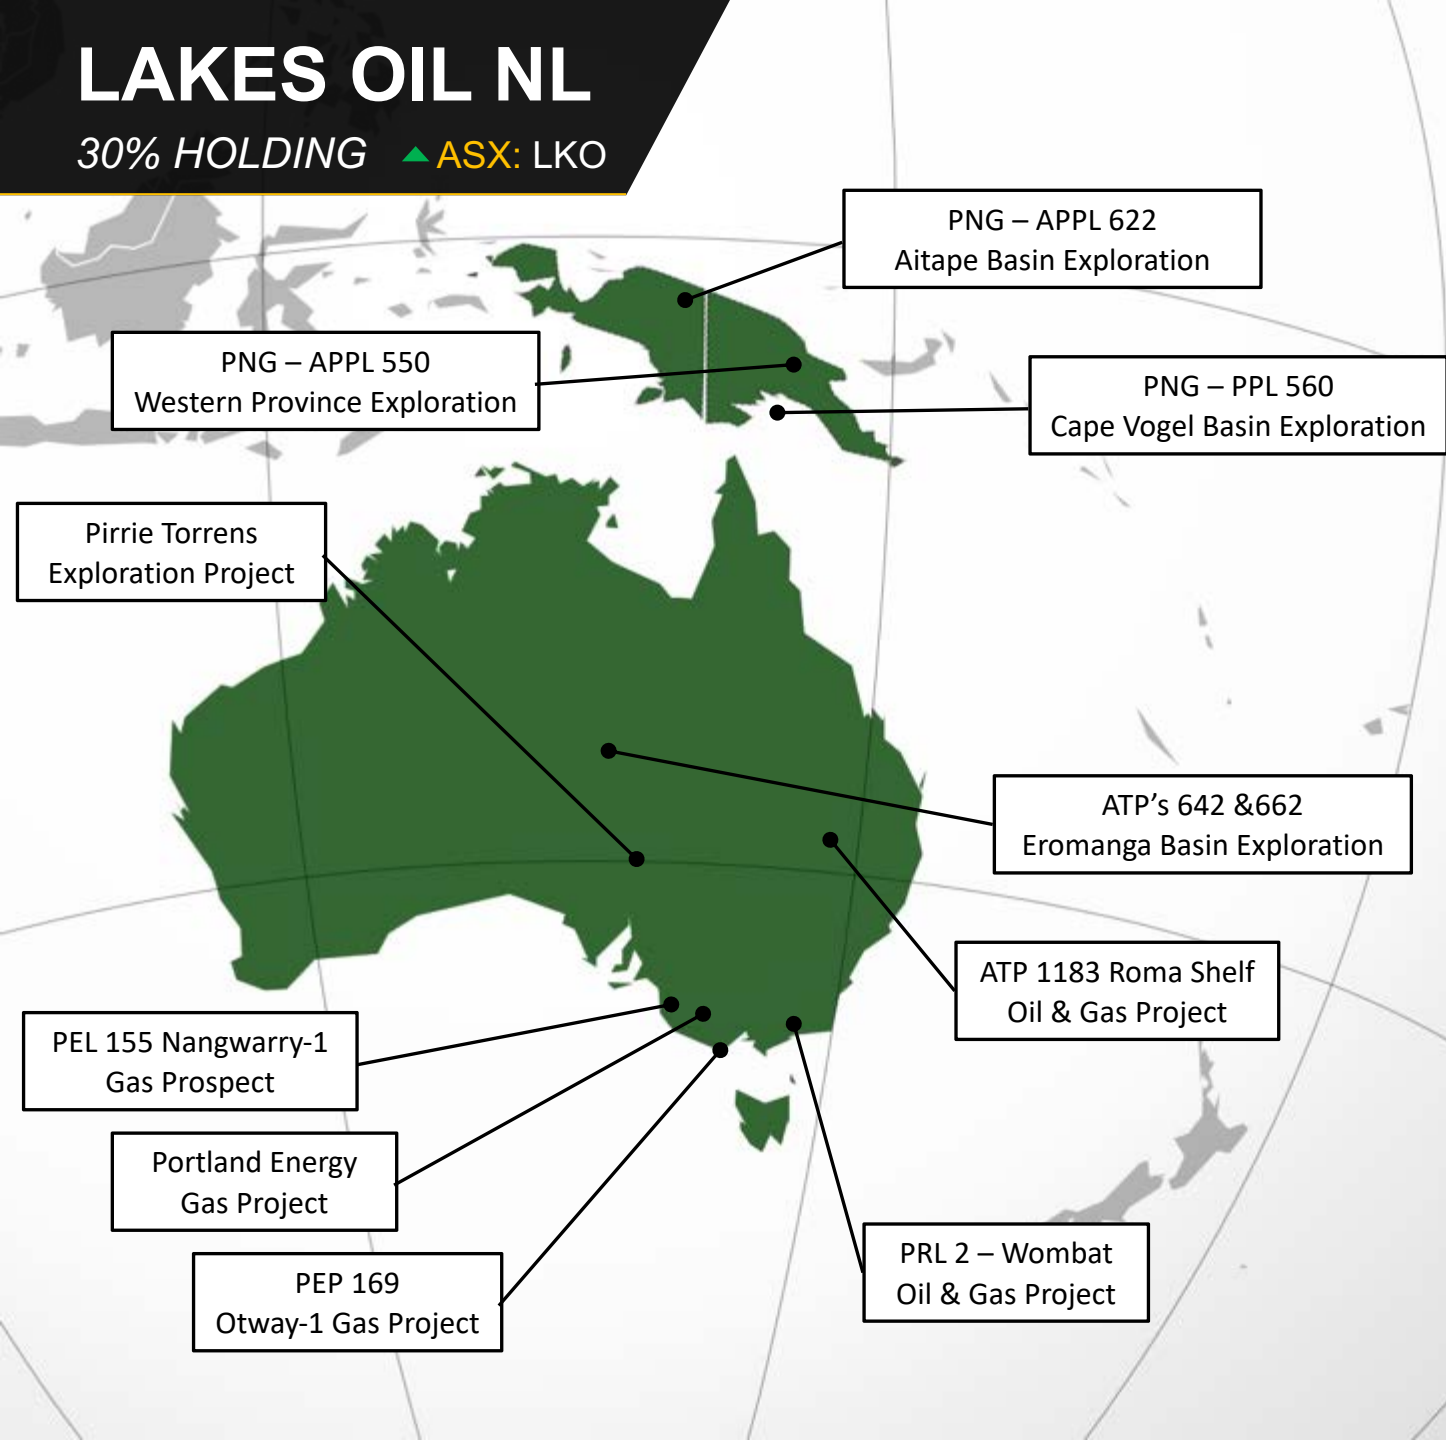 LAKES OIL NL
30% HOLDING ASX: LKO
PNG – APPL 622
Aitape Basin Exploration
PNG – APPL 550
Western Province Exploration
PNG – PPL 560
Cape Vogel Basin Exploration
Pirrie Torrens
Exploration Project
ATP’s 642 &662
Eromanga Basin Exploration
ATP 1183 Roma Shelf
Oil & Gas Project
PEL 155 Nangwarry-1
Gas Prospect
Portland Energy
Gas Project
PEP 169
Otway-1 Gas Project
PRL 2 – Wombat
Oil & Gas Project